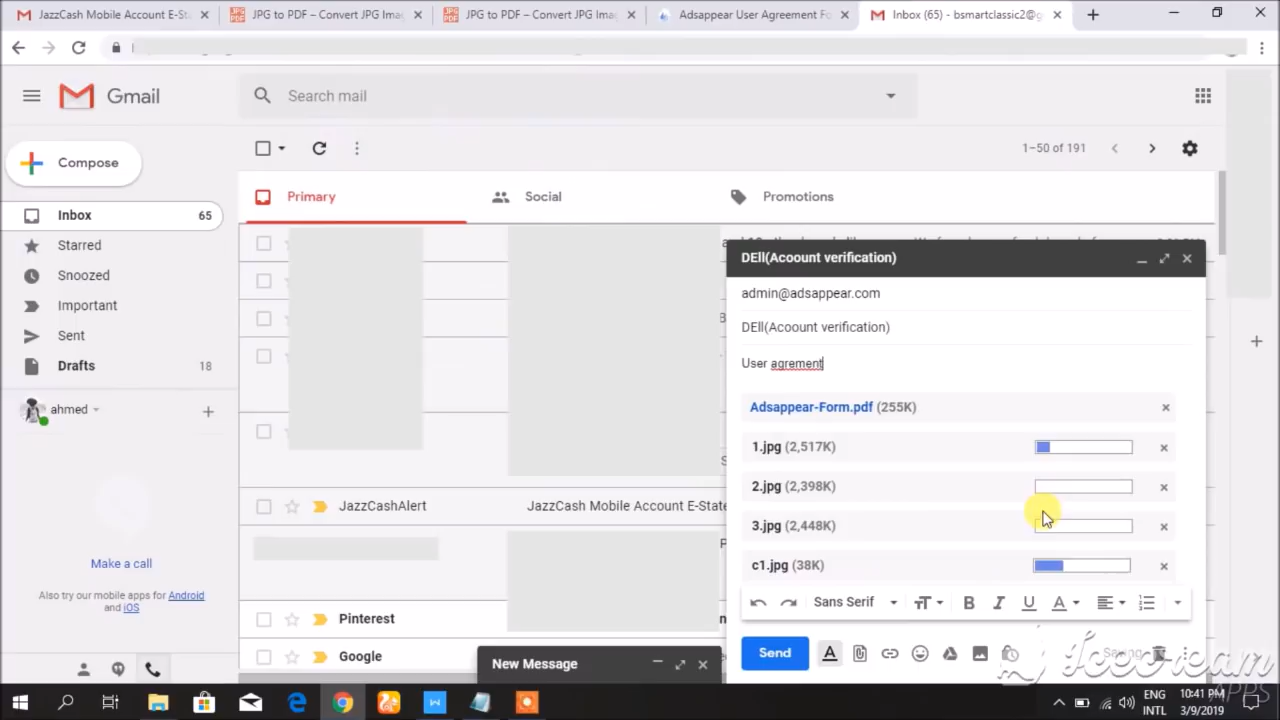 JazzCash Mobile Account E-St
JPG to PDF – Convert JPG Ima
JPG to PDF – Convert JPG Ima
Adsappear User Agreement Fo
Inbox (65) - bsmartclassic2@g
Gmail
Search mail
Compose
1–50 of 191
Primary
Social
Promotions
Inbox 65
Starred
Snoozed
Important
Sent
Drafts 18
ahmed
Make a call
Also try our mobile apps for Android
and iOS
JazzCashAlert JazzCash Mobile Account E-State
Pinterest
Google
New Message
DEll(Acoount verification)
admin@adsappear.com
DEll(Acoount verification)
User agrement
Adsappear-Form.pdf (255K)
1.jpg (2,517K)
2.jpg (2,398K)
3.jpg (2,448K)
c1.jpg (38K)
Sans Serif
Send
Saving
Icecream
APPS
ENG
INTL
10:41 PM
3/9/2019